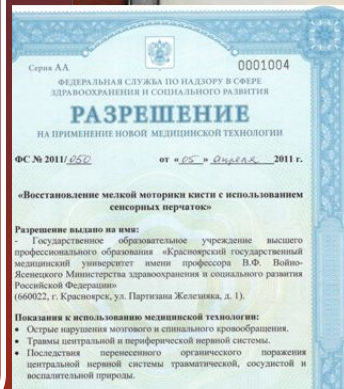 Серия АА
0001004
ФЕДЕРАЛЬНАЯ СЛУЖБА ПО НАДЗОРУ В СФЕРЕ
ЗДРАВООХРАНЕНИЯ И СОЦИАЛЬНОГО РАЗВИТИЯ
РАЗРЕШЕНИЕ
НА ПРИМЕНЕНИЕ НОВОЙ МЕДИЦИНСКОЙ ТЕХНОЛОГИИ
ФС № 2011/050 от «05» апреля 2011 г.
«Восстановление мелкой моторики кисти с использованием
сенсорных перчаток»
Разрешение выдано на имя:
- Государственное образовательное учреждение высшего
профессионального образования «Красноярский государственный
медицинский университет имени профессора В.Ф. Войно-
Ясенецкого Министерства здравоохранения и социального развития
Российской Федерации»
(660022, г. Красноярск, ул. Партизана Железняка, д. 1).
Показания к использованию медицинской технологии:
• Острые нарушения мозгового и спинального кровообращения.
• Травмы центральной и периферической нервной системы.
• Последствия перенесенного органического поражения
центральной нервной системы травматической, сосудистой и
воспалительной природы.